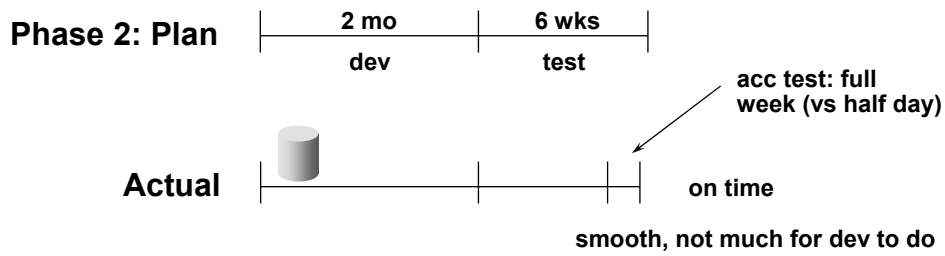 Phase 2: Plan
2 mo
6 wks
dev
test
acc test: full
week (vs half day)
Actual
on time
smooth, not much for dev to do